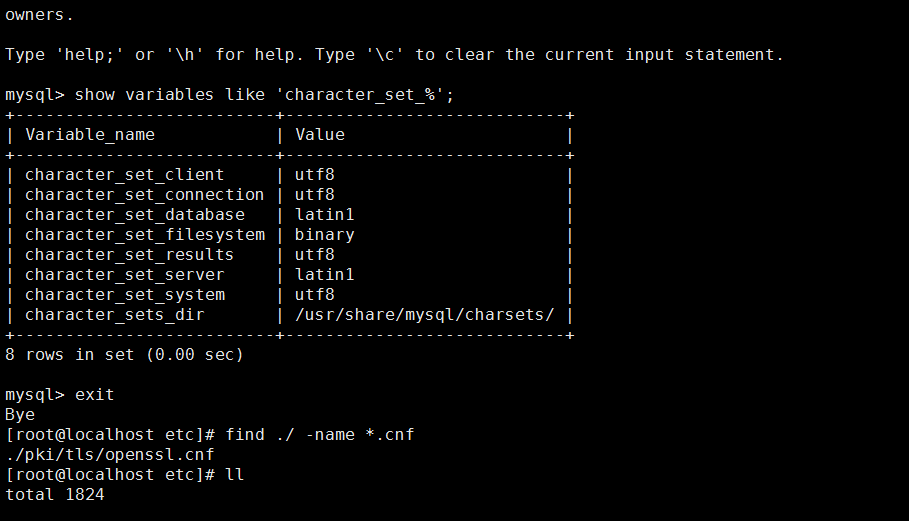 owners.
Type 'help;' or '\h' for help. Type '\c' to clear the current input statement.
mysql> show variables like 'character_set_%';
+--------------------------+----------------------------+
| Variable_name            | Value                      |
+--------------------------+----------------------------+
| character_set_client     | utf8                       |
| character_set_connection | utf8                       |
| character_set_database   | latin1                     |
| character_set_filesystem | binary                     |
| character_set_results    | utf8                       |
| character_set_server     | latin1                     |
| character_set_system     | utf8                       |
| character_sets_dir       | /usr/share/mysql/charsets/ |
+--------------------------+----------------------------+
8 rows in set (0.00 sec)
mysql> exit
Bye
[root@localhost etc]# find ./ -name *.cnf
./pki/tls/openssl.cnf
[root@localhost etc]# ll
total 1824